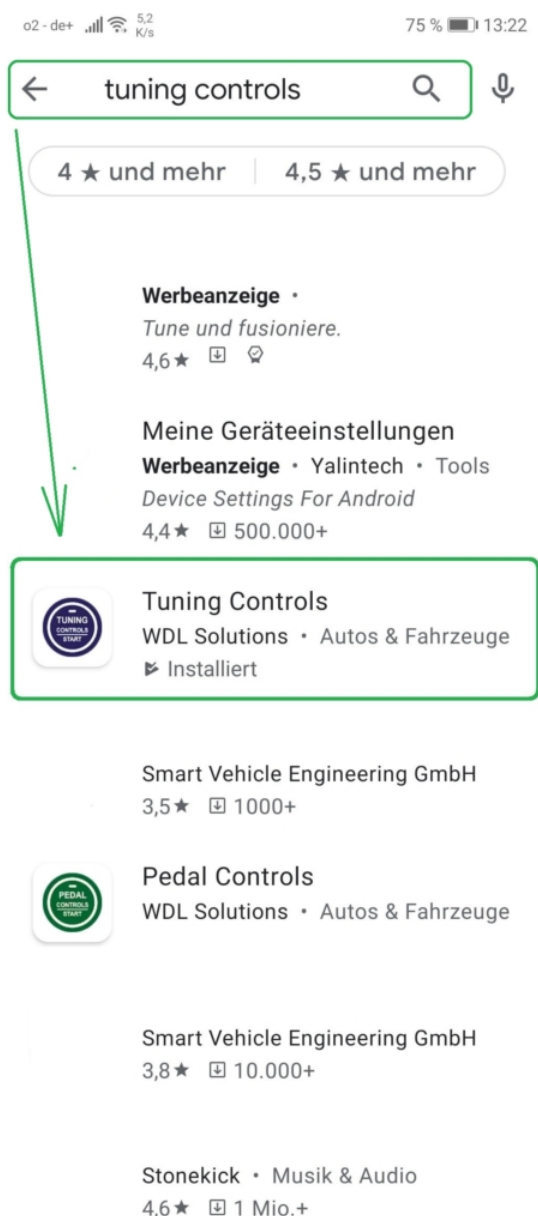 o2 - de+ 5,2 K/s 75 % 13:22
tuning controls
4 ★ und mehr 4,5 ★ und mehr
Werbeanzeige •
Tune und fusioniere.
4,6 ★
Meine Geräteeinstellungen
Werbeanzeige • Yalintech • Tools
Device Settings For Android
4,4 ★ 500.000+
TUNING
CONTROLS
START
Tuning Controls
WDL Solutions • Autos & Fahrzeuge
Installiert
Smart Vehicle Engineering GmbH
3,5 ★ 1000+
PEDAL
CONTROLS
START
Pedal Controls
WDL Solutions • Autos & Fahrzeuge
Smart Vehicle Engineering GmbH
3,8 ★ 10.000+
Stonekick • Musik & Audio
4,6 ★ 1 Mio.+